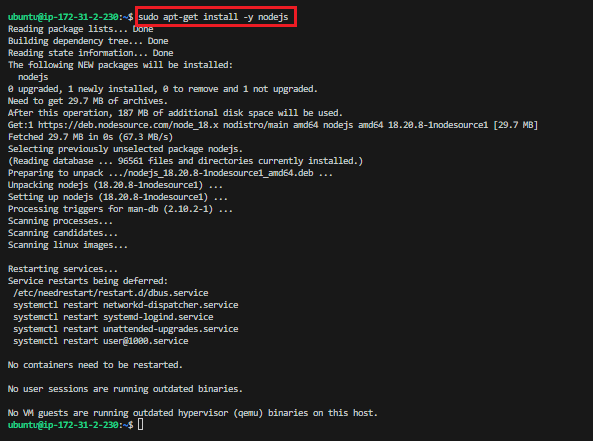 ubuntu@ip-172-31-2-230:~$ sudo apt-get install -y nodejs
Reading package lists... Done
Building dependency tree... Done
Reading state information... Done
The following NEW packages will be installed:
  nodejs
0 upgraded, 1 newly installed, 0 to remove and 1 not upgraded.
Need to get 29.7 MB of archives.
After this operation, 187 MB of additional disk space will be used.
Get:1 https://deb.nodesource.com/node_18.x nodistro/main amd64 nodejs amd64 18.20.8-1nodesource1 [29.7 MB]
Fetched 29.7 MB in 0s (67.3 MB/s)
Selecting previously unselected package nodejs.
(Reading database ... 96561 files and directories currently installed.)
Preparing to unpack .../nodejs_18.20.8-1nodesource1_amd64.deb ...
Unpacking nodejs (18.20.8-1nodesource1) ...
Setting up nodejs (18.20.8-1nodesource1) ...
Processing triggers for man-db (2.10.2-1) ...
Scanning processes...
Scanning candidates...
Scanning linux images...

Restarting services...
Service restarts being deferred:
 /etc/needrestart/restart.d/dbus.service
 systemctl restart networkd-dispatcher.service
 systemctl restart systemd-logind.service
 systemctl restart unattended-upgrades.service
 systemctl restart user@1000.service

No containers need to be restarted.

No user sessions are running outdated binaries.

No VM guests are running outdated hypervisor (qemu) binaries on this host.
ubuntu@ip-172-31-2-230:~$